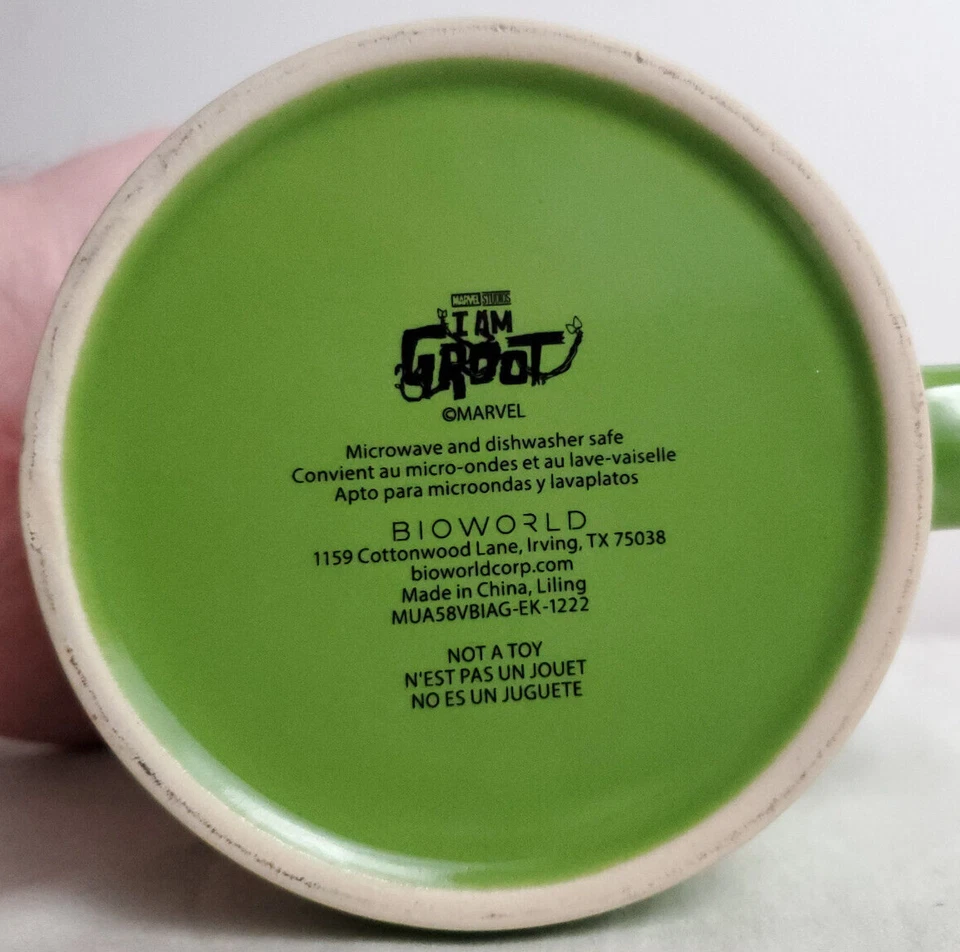 MARVEL STUDIOS
I AM
GROOT
©MARVEL
Microwave and dishwasher safe
Convient au micro-ondes et au lave-vaiselle
Apto para microondas y lavaplatos
BIOWORLD
1159 Cottonwood Lane, Irving, TX 75038
bioworldcorp.com
Made in China, Liling
MUA58VBIAG-EK-1222
NOT A TOY
N'EST PAS UN JOUET
NO ES UN JUGUETE